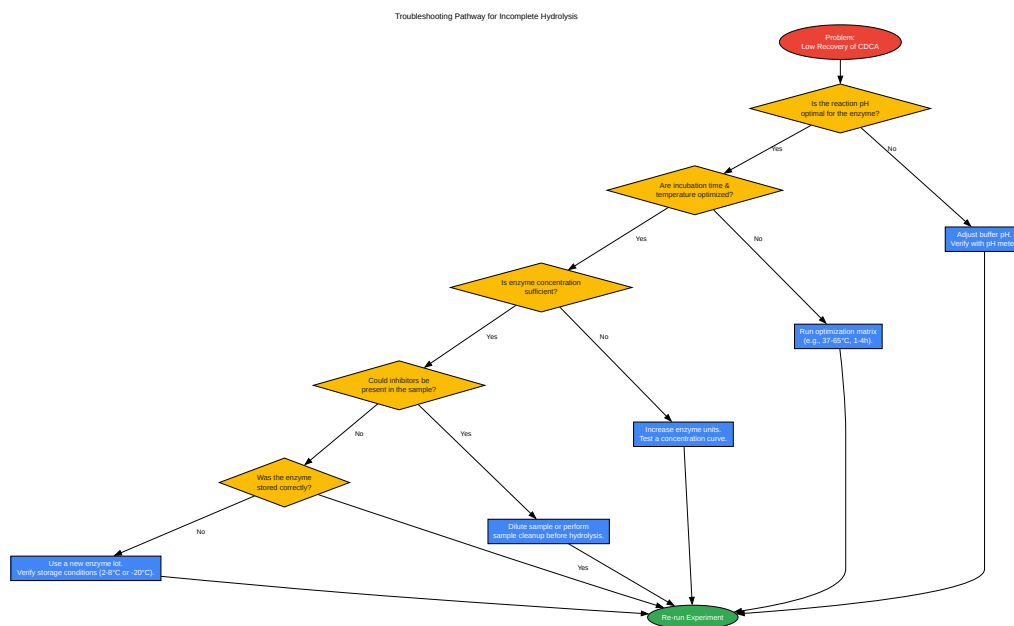 Troubleshooting Pathway for Incomplete Hydrolysis
Problem:
Low Recovery of CDCA
Is the reaction pH
optimal for the enzyme?
Yes
No
Are incubation time &
temperature optimized?
Adjust buffer pH.
Verify with pH mete
Yes
No
Is enzyme concentration
sufficient?
Run optimization matrix
(e.g., 37-65°C, 1-4h).
Yes
No
Could inhibitors be
present in the sample?
Increase enzyme units.
Test a concentration curve.
No
Yes
Was the enzyme
stored correctly?
Dilute sample or perform
sample cleanup before hydrolysis.
No
Yes
Use a new enzyme lot.
Verify storage conditions (2-8°C or -20°C).
Re-run Experiment